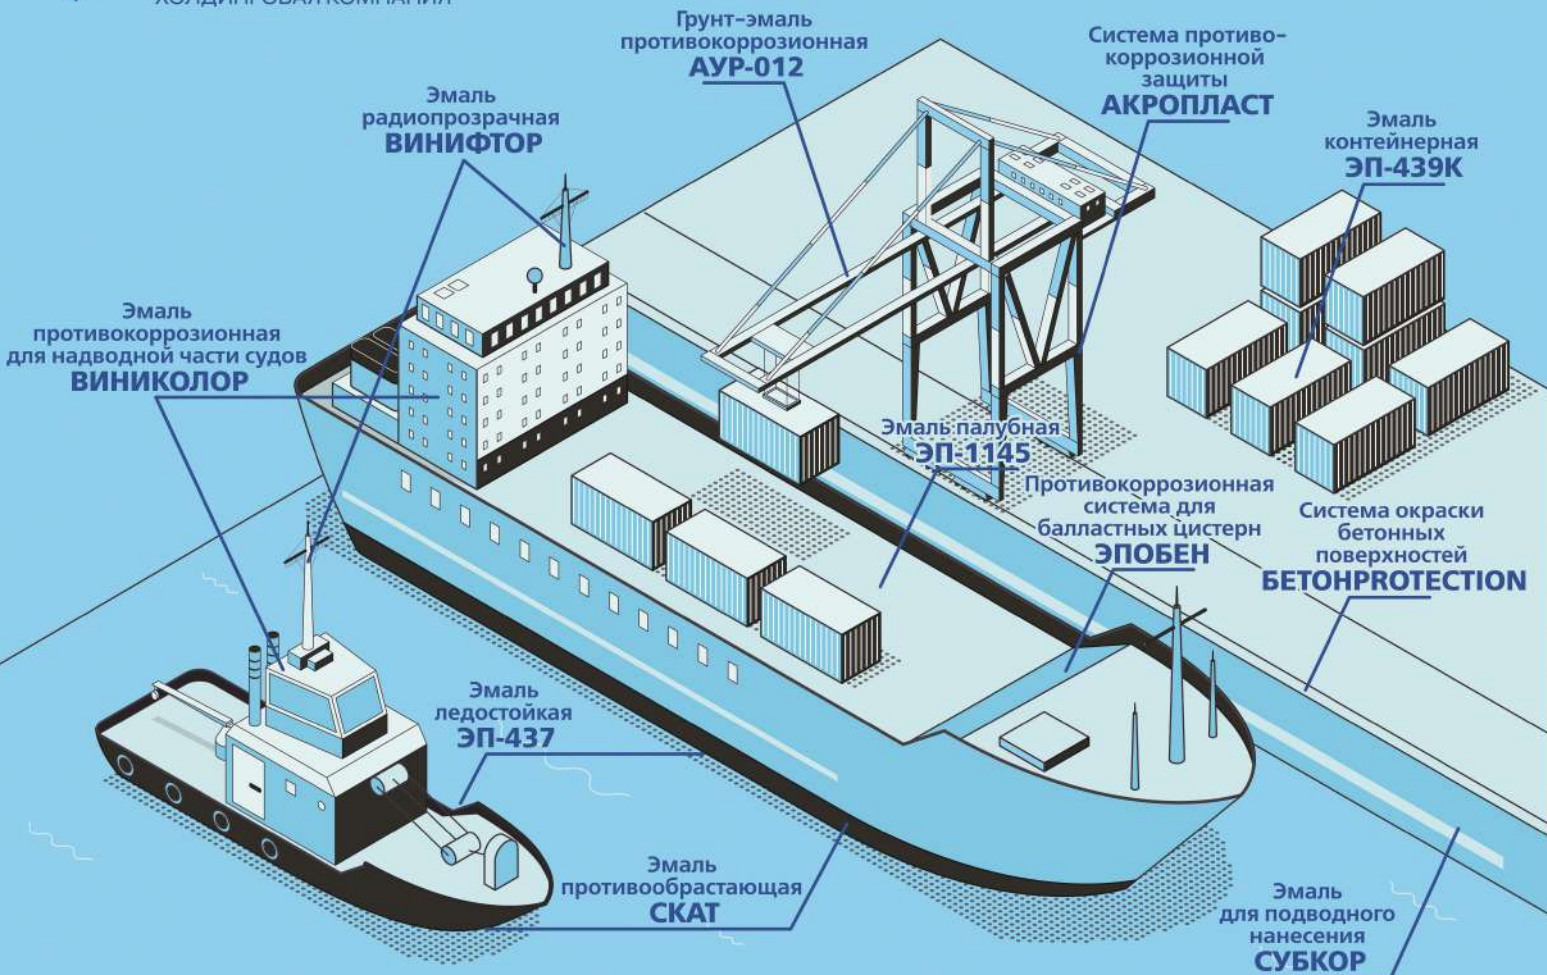 ХОЛДИНГОВАЯ КОМПАНИЯ
Грунт-эмаль
противокоррозионная
АУР-012
Система противо-
коррозионной
защиты
АКРОПЛАСТ
Эмаль
радиопрозрачная
ВИНИФТОР
Эмаль
контейнерная
ЭП-439К
Эмаль
противокоррозионная
для надводной части судов
ВИНИКОЛОР
Эмаль палубная
ЭП-1145
Противокоррозионная
система для
балластных цистерн
ЭПОБЕН
Система окраски
бетонных
поверхностей
БЕТОНPROTECTION
Эмаль
ледостойкая
ЭП-437
Эмаль
противообрастающая
СКАТ
Эмаль
для подводного
нанесения
СУБКОР